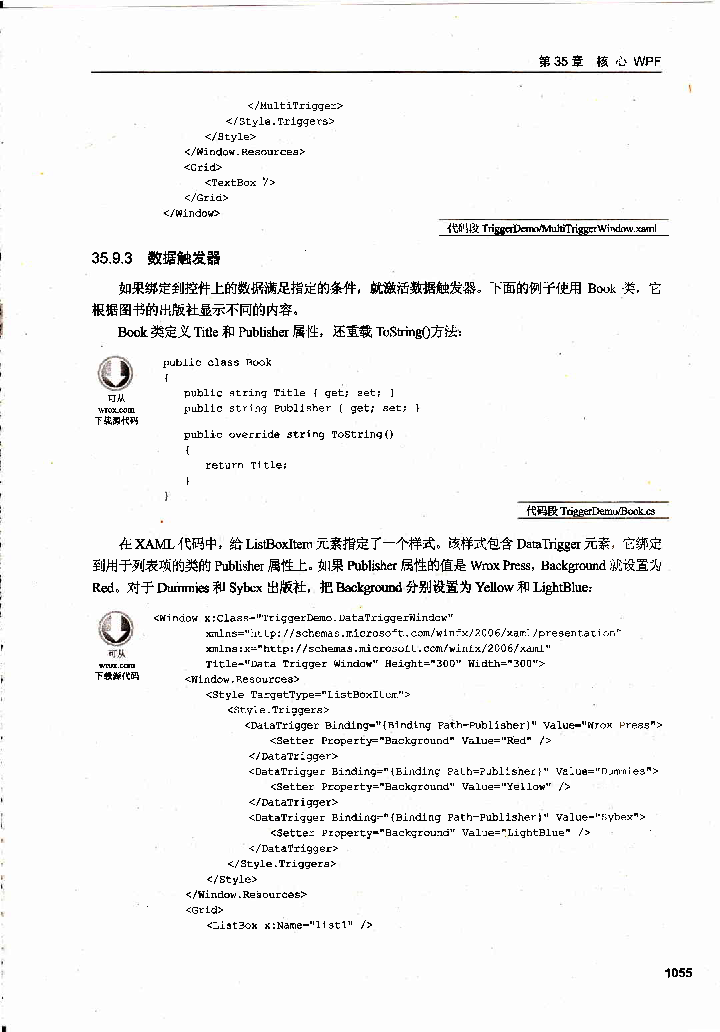 第 35 章 核 心 WPF
</MultiTrigger>
</Style.Triggers>
</Style>
</Window.Resources>
<Grid>
<TextBox />
</Grid>
</Window>
代码段 TriggerDemo/MultiTriggerWindow.xaml
35.9.3 数据触发器
如果绑定到控件上的数据满足指定的条件，就激活数据触发器。下面的例子使用 Book 类，它
根据图书的出版社显示不同的内容。
Book 类定义 Title 和 Publisher 属性，还重载 ToString()方法：
可从
wrox.com
下载源代码
public class Book
{
public string Title { get; set; }
public string Publisher { get; set; }
public override string ToString()
{
return Title;
}
}
代码段 TriggerDemo/Book.cs
在 XAML 代码中，给 ListBoxItem 元素指定了一个样式。该样式包含 DataTrigger 元素，它绑定
到用于列表项的类的 Publisher 属性上。如果 Publisher 属性的值是 Wrox Press，Background 就设置为
Red。对于 Dummies 和 Sybex 出版社，把 Background 分别设置为 Yellow 和 LightBlue：
可从
wrox.com
下载源代码
<Window x:Class="TriggerDemo.DataTriggerWindow"
xmlns="http://schemas.microsoft.com/winfx/2006/xaml/presentation"
xmlns:x="http://schemas.microsoft.com/winfx/2006/xaml"
Title="Data Trigger Window" Height="300" Width="300">
<Window.Resources>
<Style TargetType="ListBoxItem">
<Style.Triggers>
<DataTrigger Binding="{Binding Path=Publisher}" Value="Wrox Press">
<Setter Property="Background" Value="Red" />
</DataTrigger>
<DataTrigger Binding="{Binding Path=Publisher}" Value="Dummies">
<Setter Property="Background" Value="Yellow" />
</DataTrigger>
<DataTrigger Binding="{Binding Path=Publisher}" Value="Sybex">
<Setter Property="Background" Value="LightBlue" />
</DataTrigger>
</Style.Triggers>
</Style>
</Window.Resources>
<Grid>
<ListBox x:Name="list1" />
1055